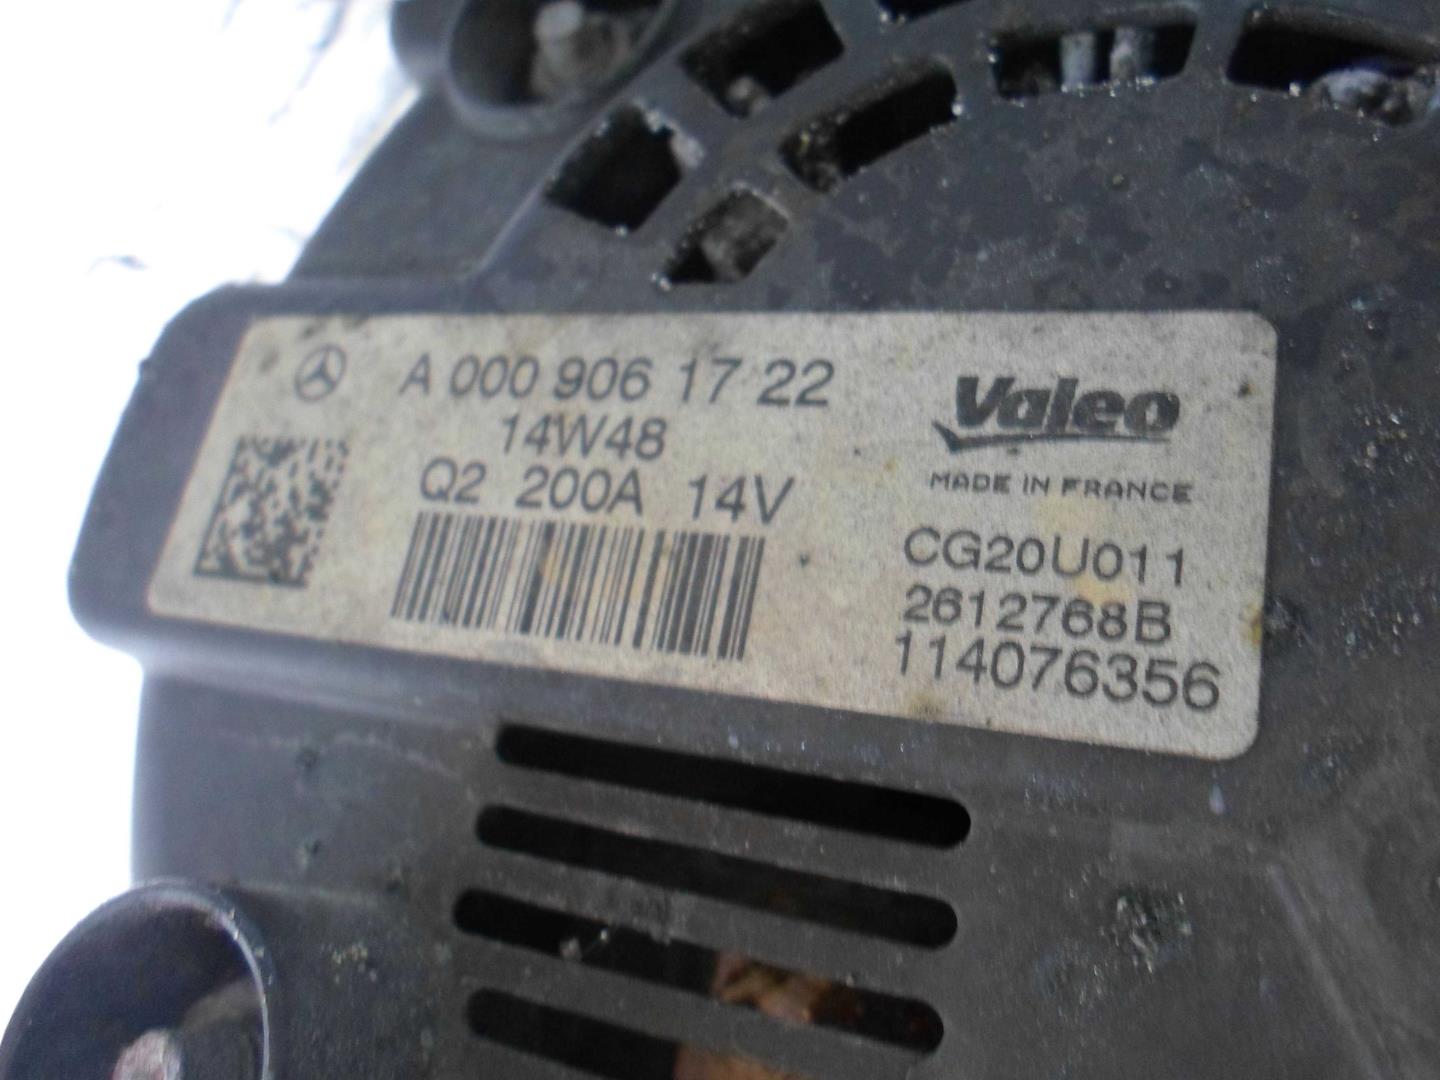 A 000 906 17 22
14W48
Q2 200A 14V
Valeo
MADE IN FRANCE
CG20U011
2612768B
114076356